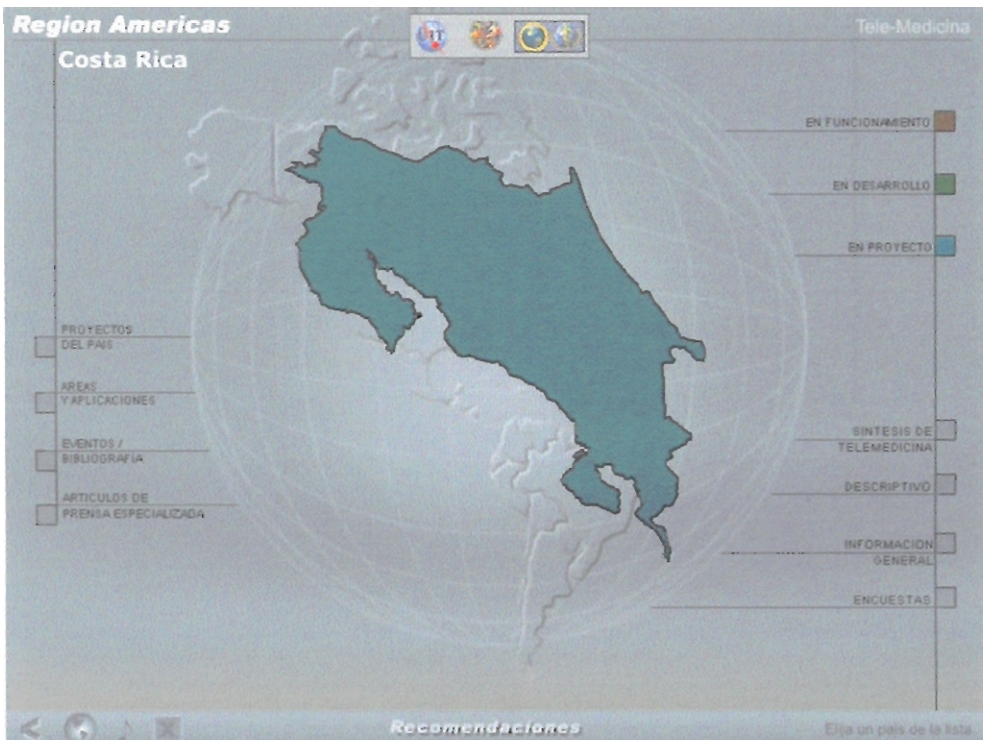 Region Americas
Costa Rica
Tele-Medicina
EN FUNCIONAMIENTO
EN DESARROLLO
EN PROYECTO
PROYECTOS
DEL PAIS
AREAS
Y APLICACIONES
EVENTOS /
BIBLIOGRAFIA
ARTICULOS DE
PRENSA ESPECIALIZADA
SINTESIS DE
TELEMEDICINA
DESCRIPTIVO
INFORMACION
GENERAL
ENCUESTAS
Recomendaciones
Elija un pais de la lista